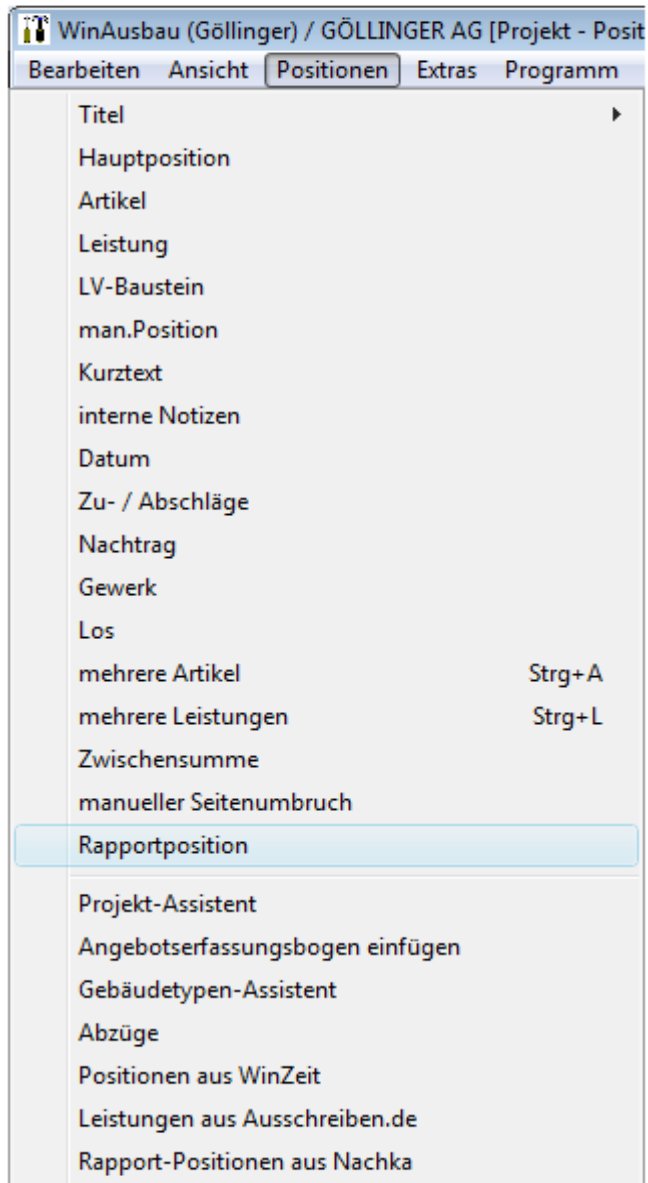 WinAusbau (Göllinger) / GÖLLINGER AG [Projekt - Posit
Bearbeiten Ansicht Positionen Extras Programm
Titel
Hauptposition
Artikel
Leistung
LV-Baustein
man.Position
Kurztext
interne Notizen
Datum
Zu- / Abschläge
Nachtrag
Gewerk
Los
mehrere Artikel Strg+A
mehrere Leistungen Strg+L
Zwischensumme
manueller Seitenumbruch
Rapportposition
Projekt-Assistent
Angebotserfassungsbogen einfügen
Gebäudetypen-Assistent
Abzüge
Positionen aus WinZeit
Leistungen aus Ausschreiben.de
Rapport-Positionen aus Nachka